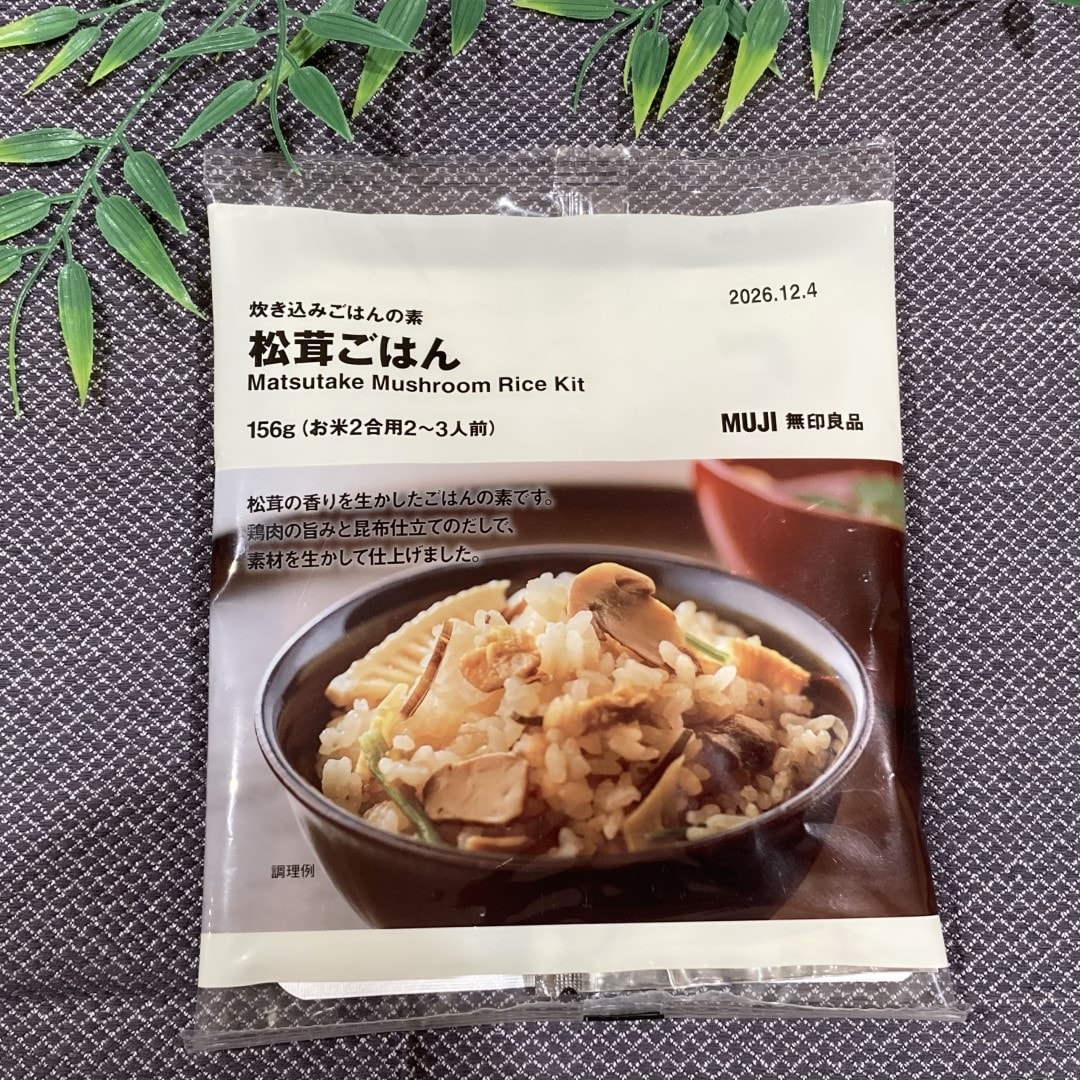 炊き込みごはんの素
松茸ごはん
Matsutake Mushroom Rice Kit
156g（お米2合用2〜3人前）
2026.12.4
MUJI 無印良品
松茸の香りを生かしたごはんの素です。
鶏肉の旨みと昆布仕立てのだしで、
素材を生かして仕上げました。
調理例